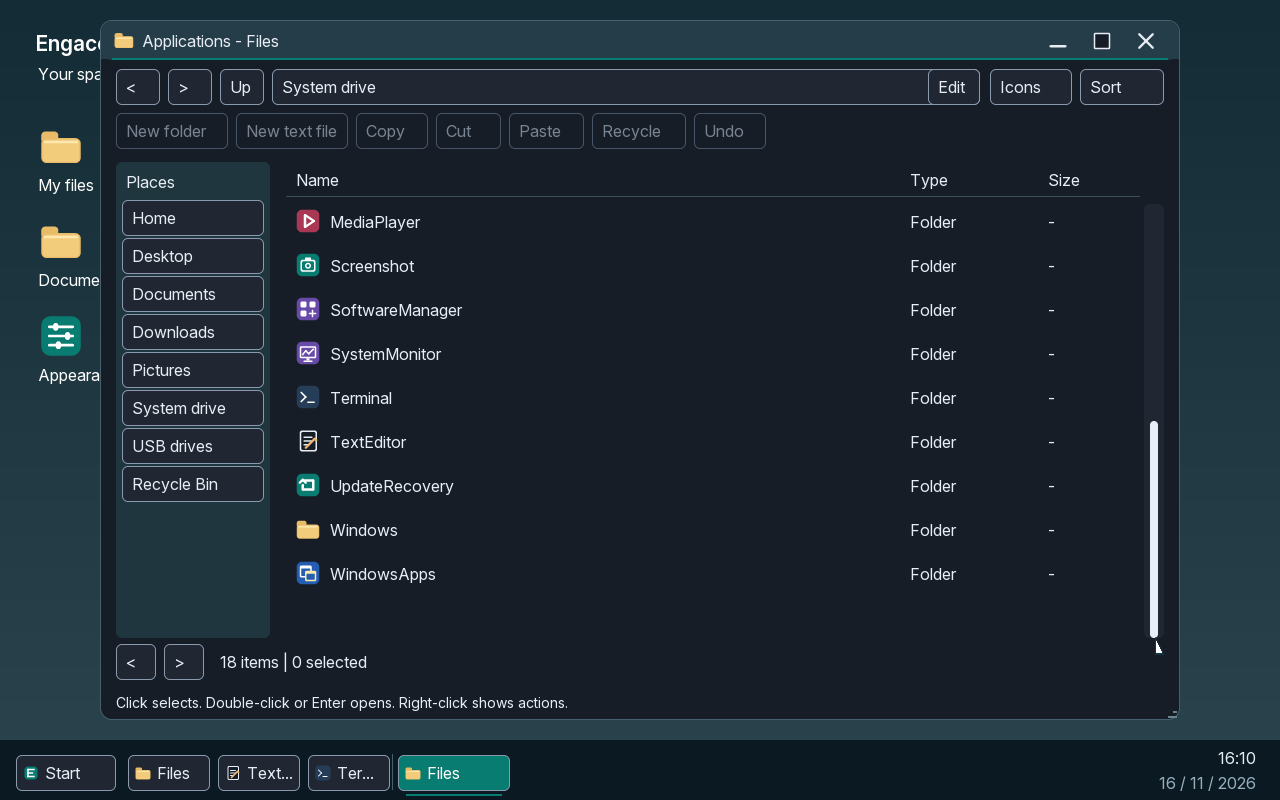 Applications - Files
< > Up System drive Edit Icons Sort
New folder New text file Copy Cut Paste Recycle Undo
Your
My files
Places
Home
Desktop
Documents
Downloads
Pictures
System drive
USB drives
Recycle Bin
Name Type Size
MediaPlayer Folder -
Screenshot Folder -
SoftwareManager Folder -
SystemMonitor Folder -
Terminal Folder -
TextEditor Folder -
UpdateRecovery Folder -
Windows Folder -
WindowsApps Folder -
< > 18 items | 0 selected
Click selects. Double-click or Enter opens. Right-click shows actions.
Start Files Text... Ter... Files
16:10
16 / 11 / 2026